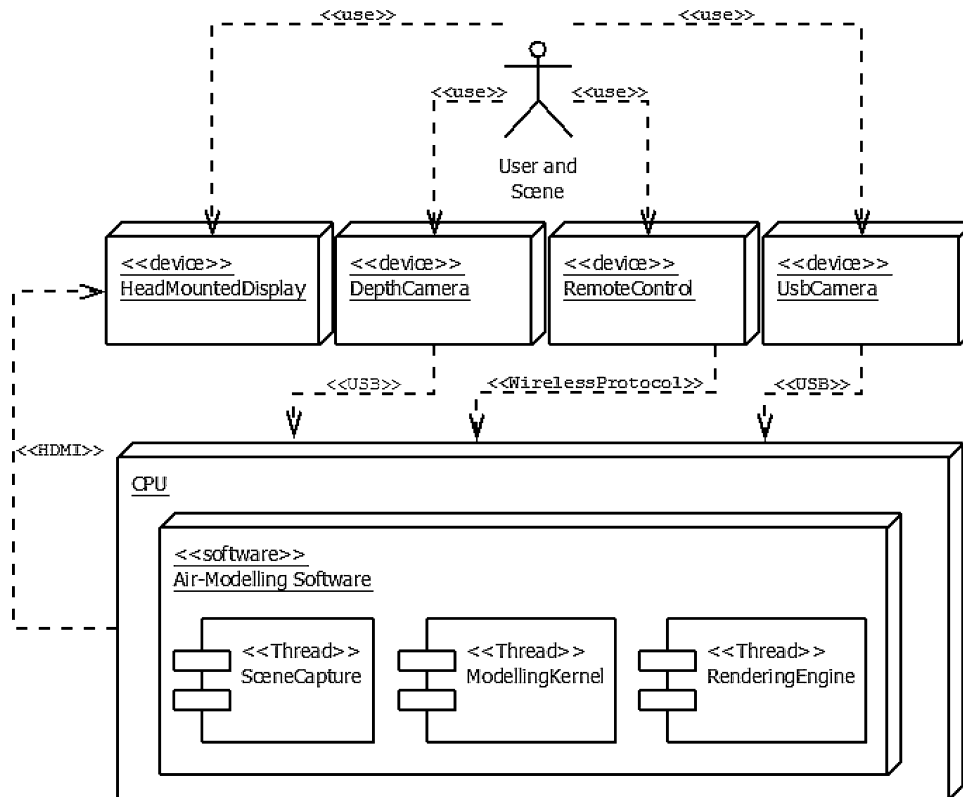 <<use>>
<<use>>
<<use>>
<<use>>
User and
Scene
<<device>>
HeadMountedDisplay
<<device>>
DepthCamera
<<device>>
RemoteControl
<<device>>
UsbCamera
<<USB>>
<<WirelessProtocol>>
<<USB>>
<<HDMI>>
CPU
<<software>>
Air-Modelling Software
<<Thread>>
SceneCapture
<<Thread>>
ModellingKernel
<<Thread>>
RenderingEngine